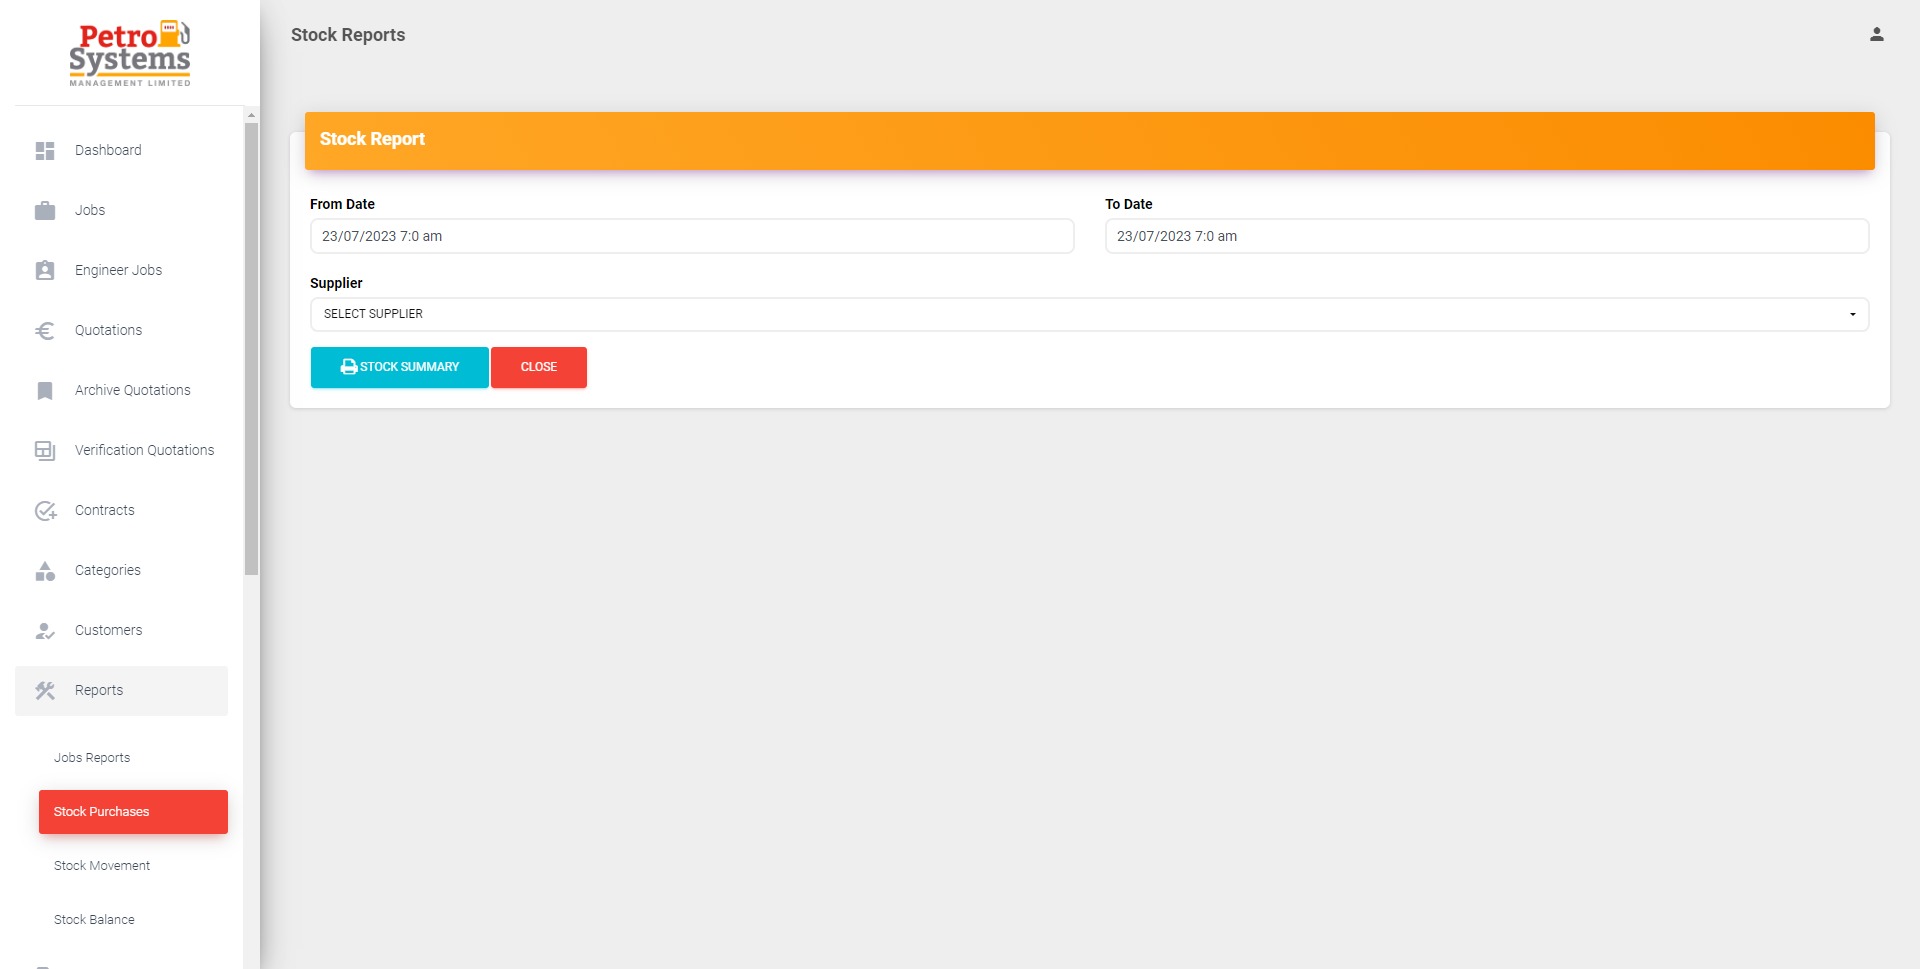 Petro
Systems
MANAGEMENT LIMITED
Stock Reports
Dashboard
Jobs
Engineer Jobs
Quotations
Archive Quotations
Verification Quotations
Contracts
Categories
Customers
Reports
Jobs Reports
Stock Purchases
Stock Movement
Stock Balance
Stock Report
From Date
To Date
23/07/2023 7:0 am
23/07/2023 7:0 am
Supplier
SELECT SUPPLIER
STOCK SUMMARY
CLOSE